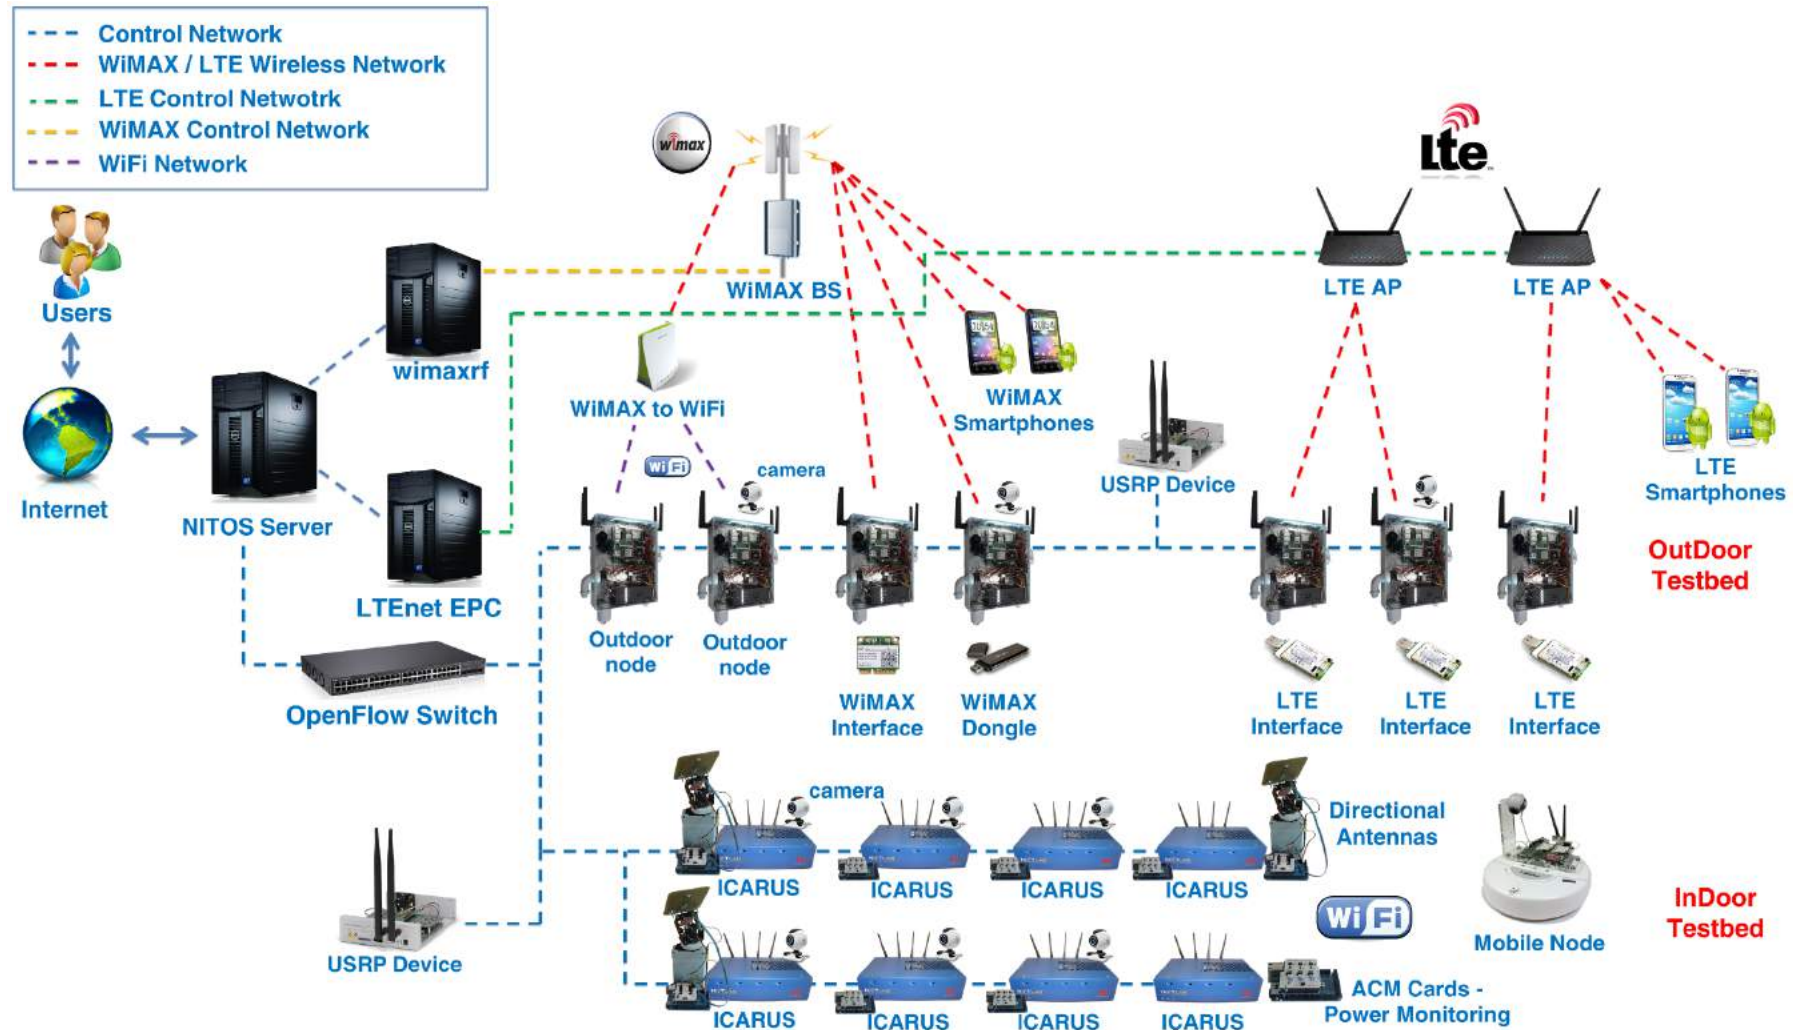 Control Network
WiMAX / LTE Wireless Network
LTE Control Netwotrk
WiMAX Control Network
WiFi Network
wimax
Lte
Users
wimaxrf
WiMAX BS
LTE AP
LTE AP
WiMAX to WiFi
WiMAX
Smartphones
Internet
NITOS Server
WiFi
camera
USRP Device
LTE
Smartphones
LTEnet EPC
OutDoor
Testbed
Outdoor
node
Outdoor
node
OpenFlow Switch
WiMAX
Interface
WiMAX
Dongle
LTE
Interface
LTE
Interface
LTE
Interface
camera
Directional
Antennas
ICARUS
ICARUS
ICARUS
ICARUS
WiFi
InDoor
Testbed
Mobile Node
USRP Device
ICARUS
ICARUS
ICARUS
ICARUS
ACM Cards -
Power Monitoring